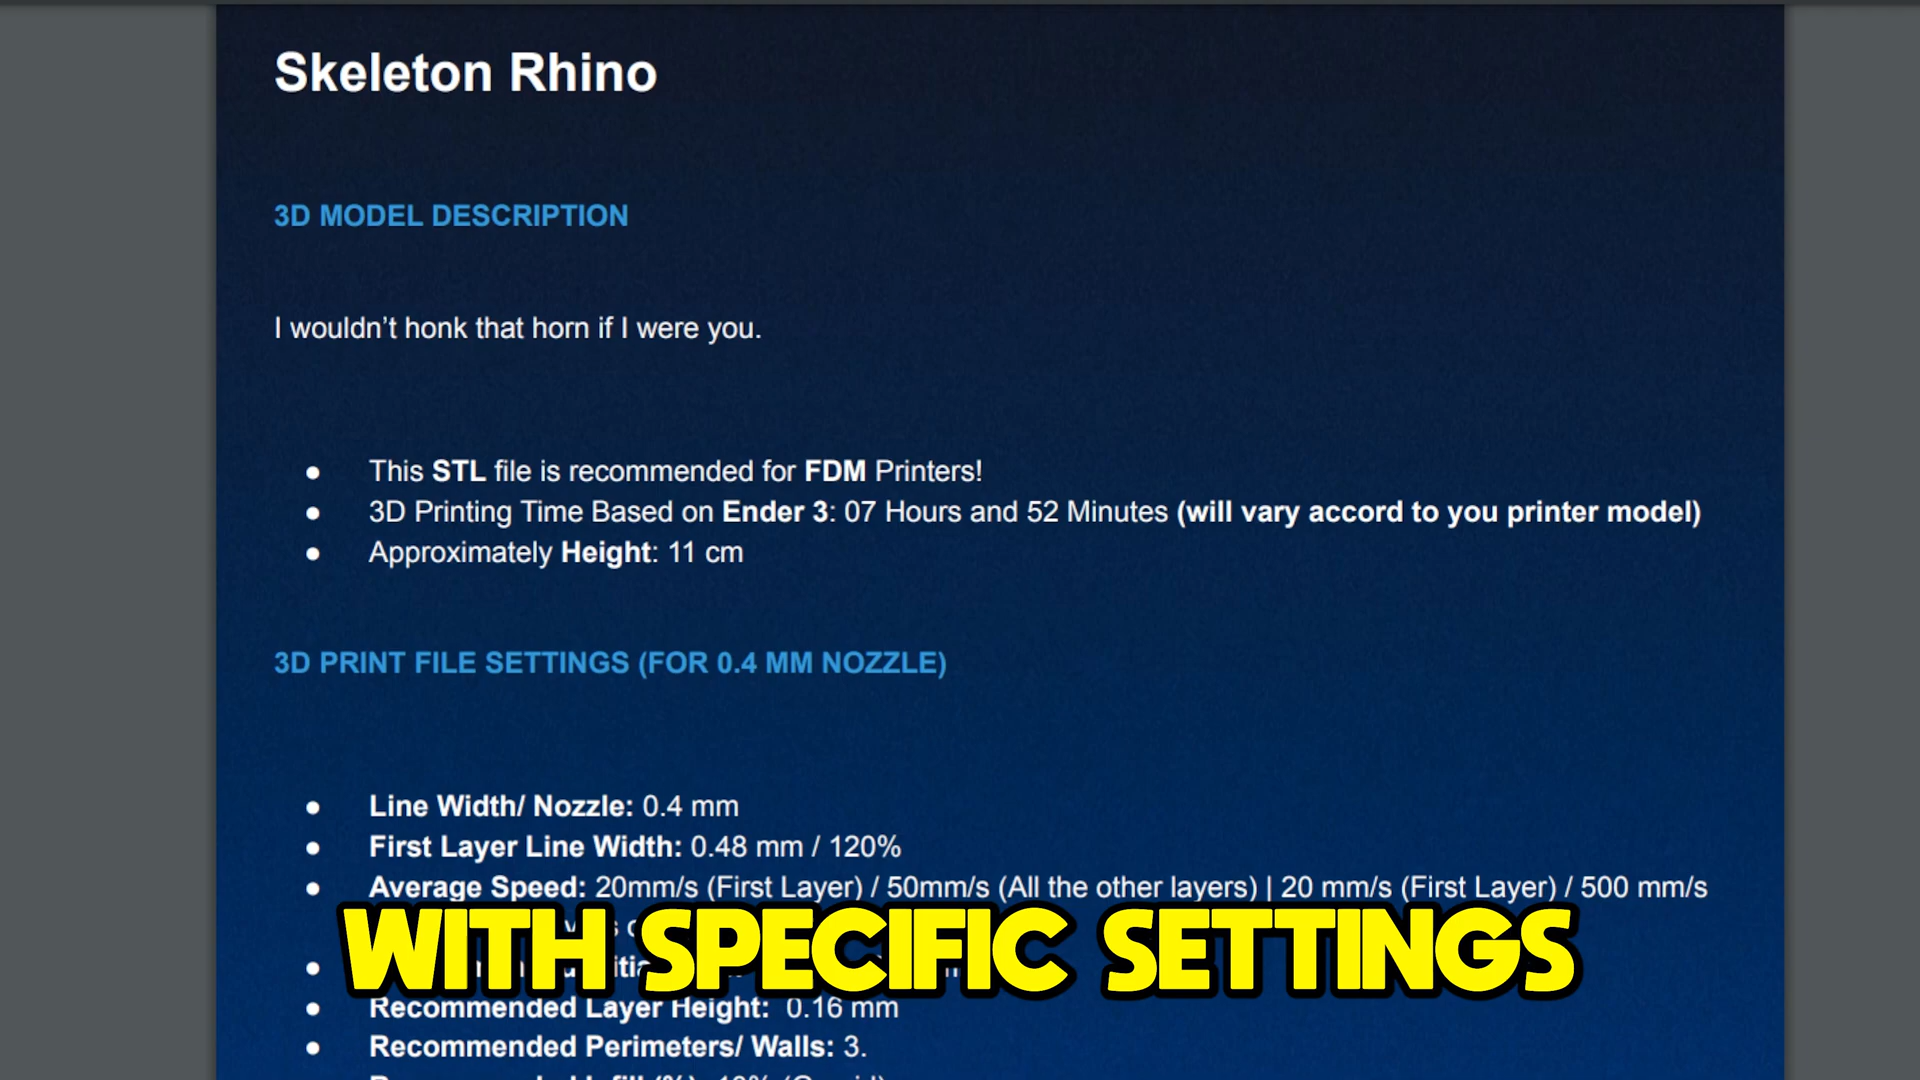 Skeleton Rhino
3D MODEL DESCRIPTION
I wouldn't honk that horn if I were you.
● This STL file is recommended for FDM Printers!
● 3D Printing Time Based on Ender 3: 07 Hours and 52 Minutes (will vary accord to you printer model)
● Approximately Height: 11 cm
3D PRINT FILE SETTINGS (FOR 0.4 MM NOZZLE)
● Line Width/ Nozzle: 0.4 mm
● First Layer Line Width: 0.48 mm / 120%
● Average Speed: 20mm/s (First Layer) / 50mm/s (All the other layers) | 20 mm/s (First Layer) / 500 mm/s
WITH SPECIFIC SETTINGS
● Recommended Layer Height: 0.16 mm
● Recommended Perimeters/ Walls: 3.